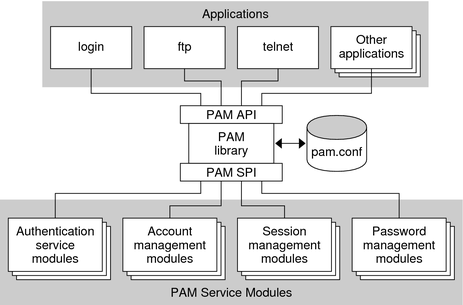 Applications
login
ftp
telnet
Other
applications
PAM API
PAM
library
pam.conf
PAM SPI
Authentication
service
modules
Account
management
modules
Session
management
modules
Password
management
modules
PAM Service Modules